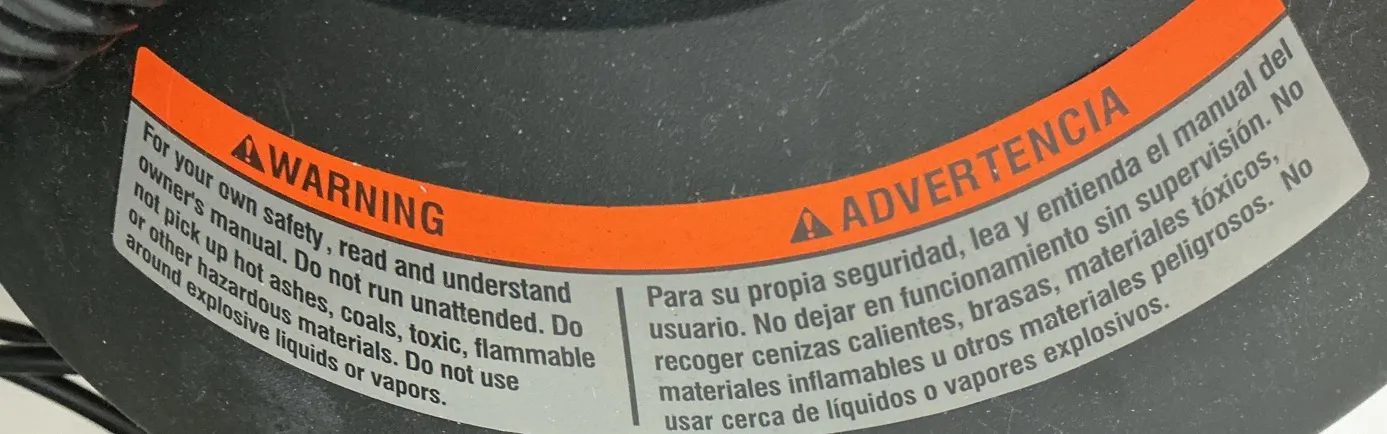 ⚠WARNING
For your own safety, read and understand
owner's manual. Do not run unattended. Do
not pick up hot ashes, coals, toxic, flammable
or other hazardous materials. Do not use
around explosive liquids or vapors.
⚠ADVERTENCIA
Para su propia seguridad, lea y entienda el manual del
usuario. No dejar en funcionamiento sin supervisión. No
recoger cenizas calientes, brasas, materiales tóxicos,
materiales inflamables u otros materiales peligrosos. No
usar cerca de líquidos o vapores explosivos.